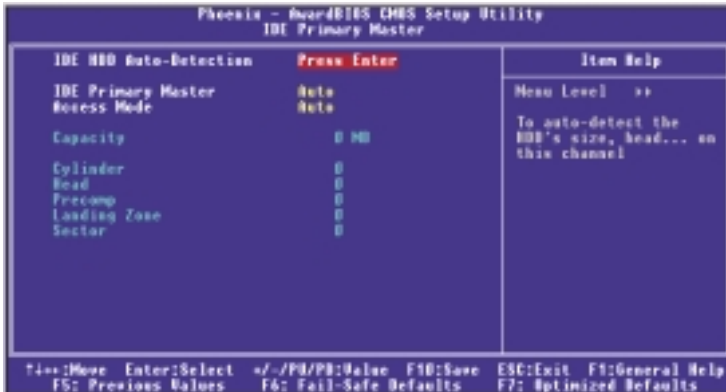 Phoenix - AwardBIOS CMOS Setup Utility
IDE Primary Master
IDE HDD Auto-Detection Press Enter
Item Help
IDE Primary Master Auto
Access Mode Auto
Menu Level ▸▸
Capacity 0 MB
To auto-detect the
HDD's size, head... on
this channel
Cylinder 0
Head 0
Precomp 0
Landing Zone 0
Sector 0
↑↓→←:Move Enter:Select +/-/PU/PD:Value F10:Save ESC:Exit F1:General Help
F5: Previous Values F6: Fail-Safe Defaults F7: Optimized Defaults